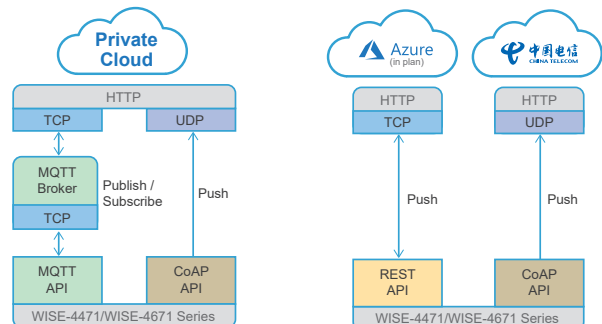 Private
Cloud
HTTP
TCP
UDP
MQTT
Broker
Publish /
Subscribe
Push
TCP
MQTT
API
CoAP
API
WISE-4471/WISE-4671 Series
Azure
(in plan)
中国电信
CHINA TELECOM
HTTP
HTTP
TCP
UDP
Push
Push
REST
API
CoAP
API
WISE-4471/WISE-4671 Series